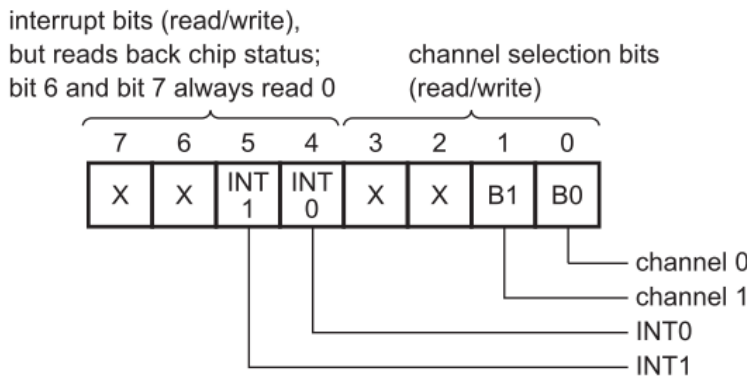 interrupt bits (read/write),
but reads back chip status;
bit 6 and bit 7 always read 0
channel selection bits
(read/write)
7 6 5 4 3 2 1 0
X X INT 1 INT 0 X X B1 B0
channel 0
channel 1
INT0
INT1